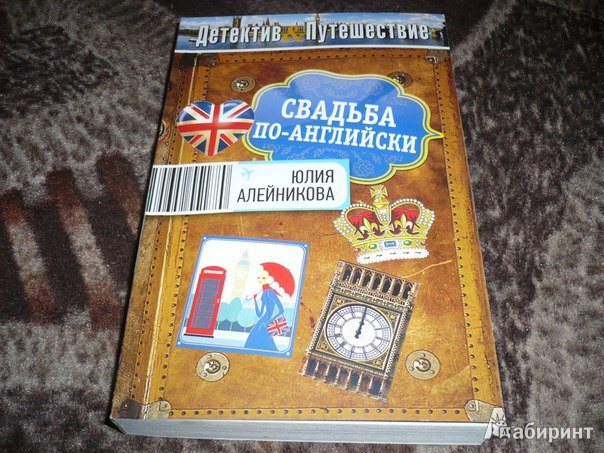 Детектив Путешествие
СВАДЬБА
ПО-АНГЛИЙСКИ
ЮЛИЯ
АЛЕЙНИКОВА
Лабиринт